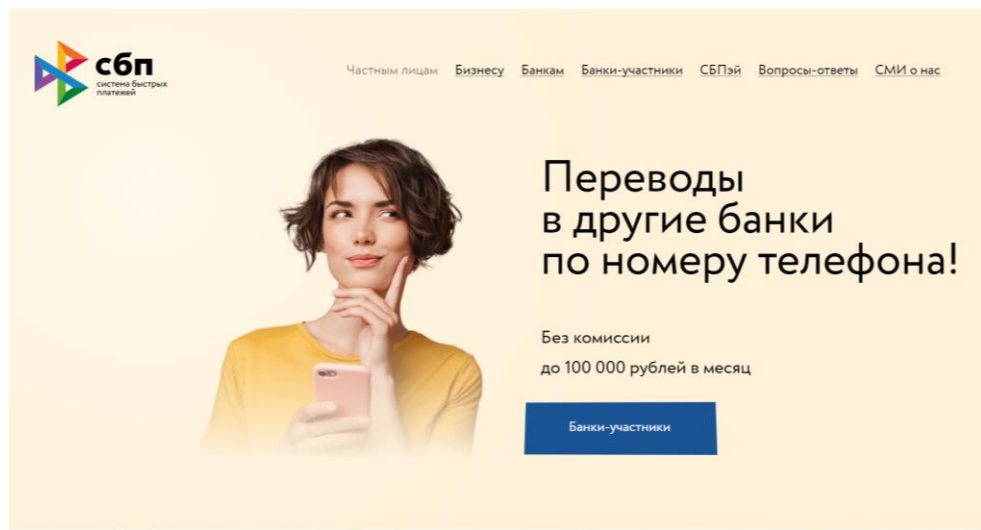 сбп
система быстрых
платежей
Частным лицам Бизнесу Банкам Банки-участники СБПэй Вопросы-ответы СМИ о нас
Переводы
в другие банки
по номеру телефона!
Без комиссии
до 100 000 рублей в месяц
Банки-участники